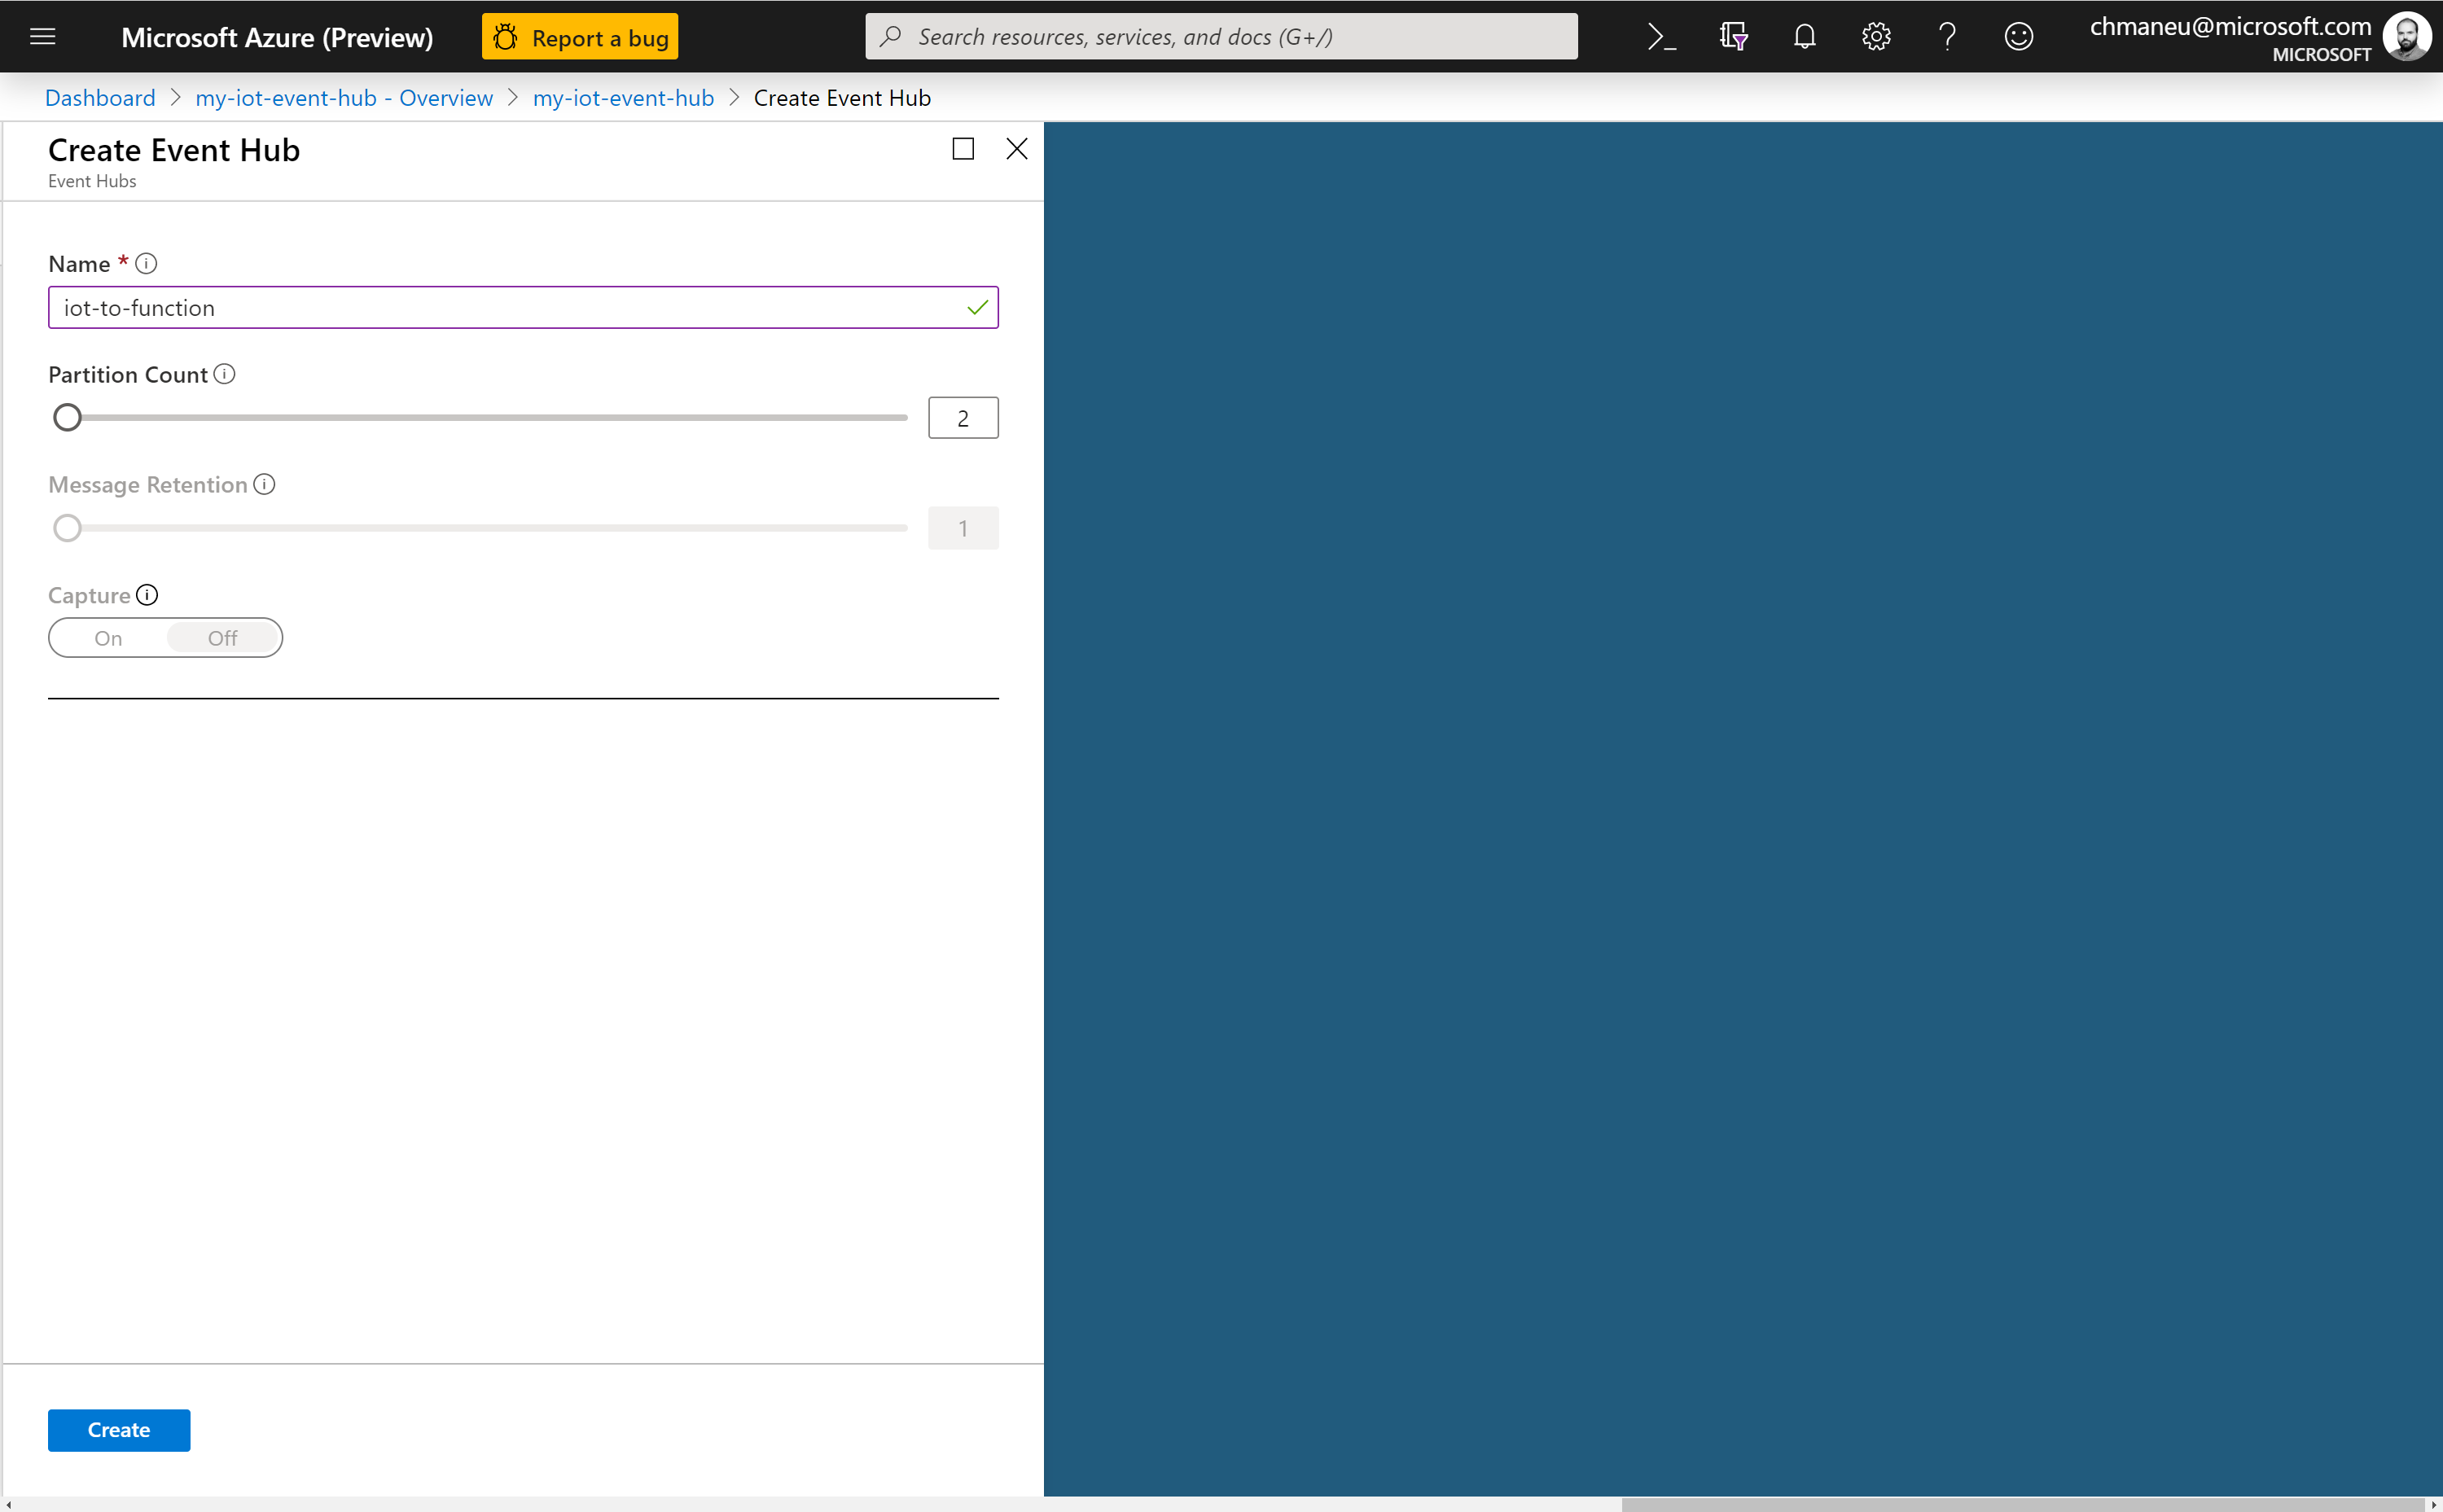 Microsoft Azure (Preview)
Report a bug
Search resources, services, and docs (G+/)
chmaneu@microsoft.com
MICROSOFT
Dashboard > my-iot-event-hub - Overview > my-iot-event-hub > Create Event Hub
Create Event Hub
Event Hubs
Name *
iot-to-function
Partition Count
2
Message Retention
1
Capture
On Off
Create